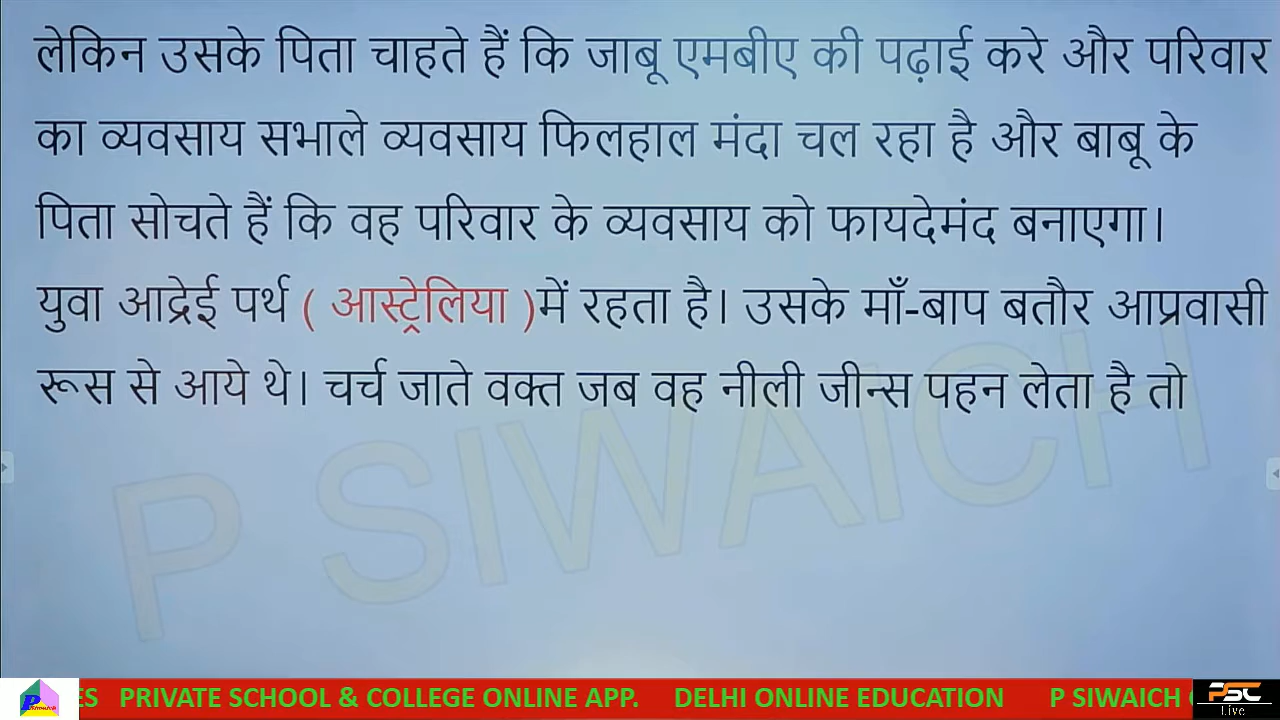 लेकिन उसके पिता चाहते हैं कि जाबू एमबीए की पढ़ाई करे और परिवार
का व्यवसाय सभाले व्यवसाय फिलहाल मंदा चल रहा है और बाबू के
पिता सोचते हैं कि वह परिवार के व्यवसाय को फायदेमंद बनाएगा।
युवा आद्रेई पर्थ ( आस्ट्रेलिया )में रहता है। उसके माँ-बाप बतौर आप्रवासी
रूस से आये थे। चर्च जाते वक्त जब वह नीली जीन्स पहन लेता है तो
P SIWAICH
ES PRIVATE SCHOOL & COLLEGE ONLINE APP. DELHI ONLINE EDUCATION P SIWAICH
PSC
Live